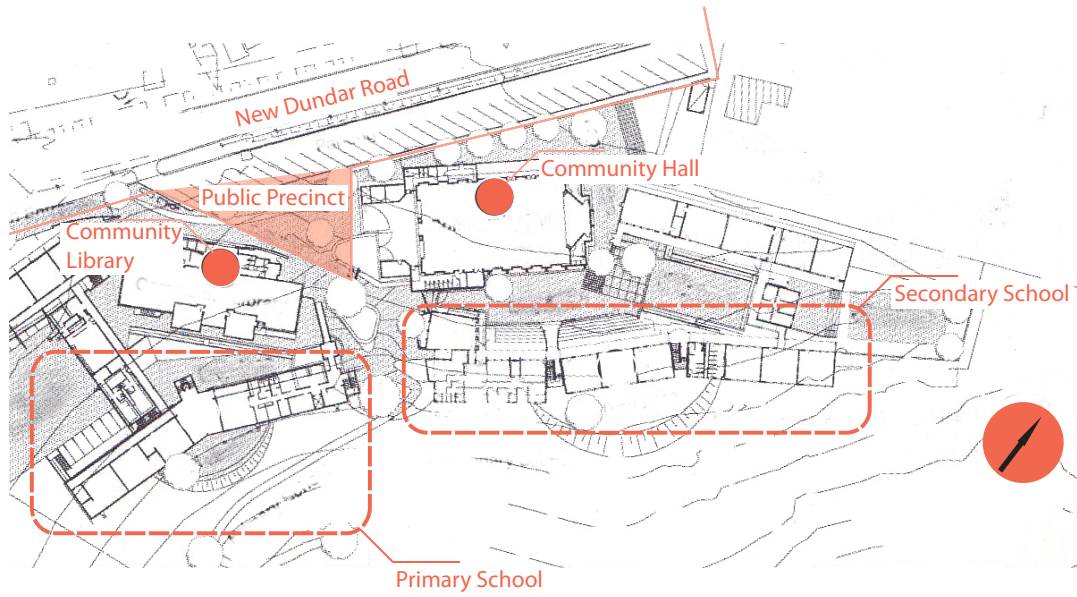 New Dundar Road
Community Hall
Public Precinct
Community
Library
Secondary School
Primary School